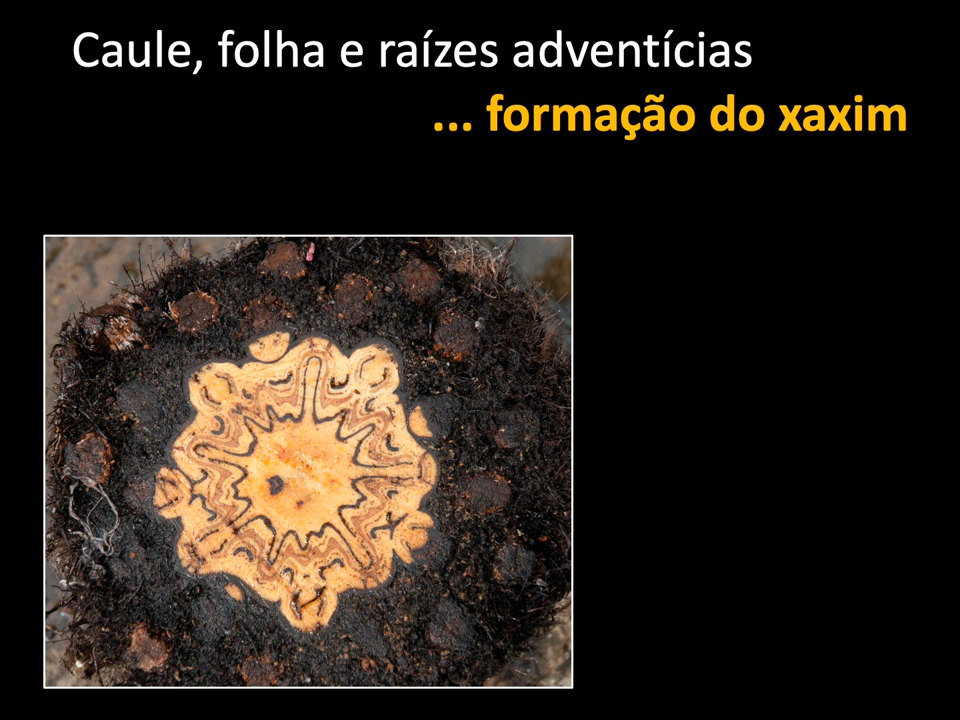 Caule, folha e raízes adventícias
... formação do xaxim